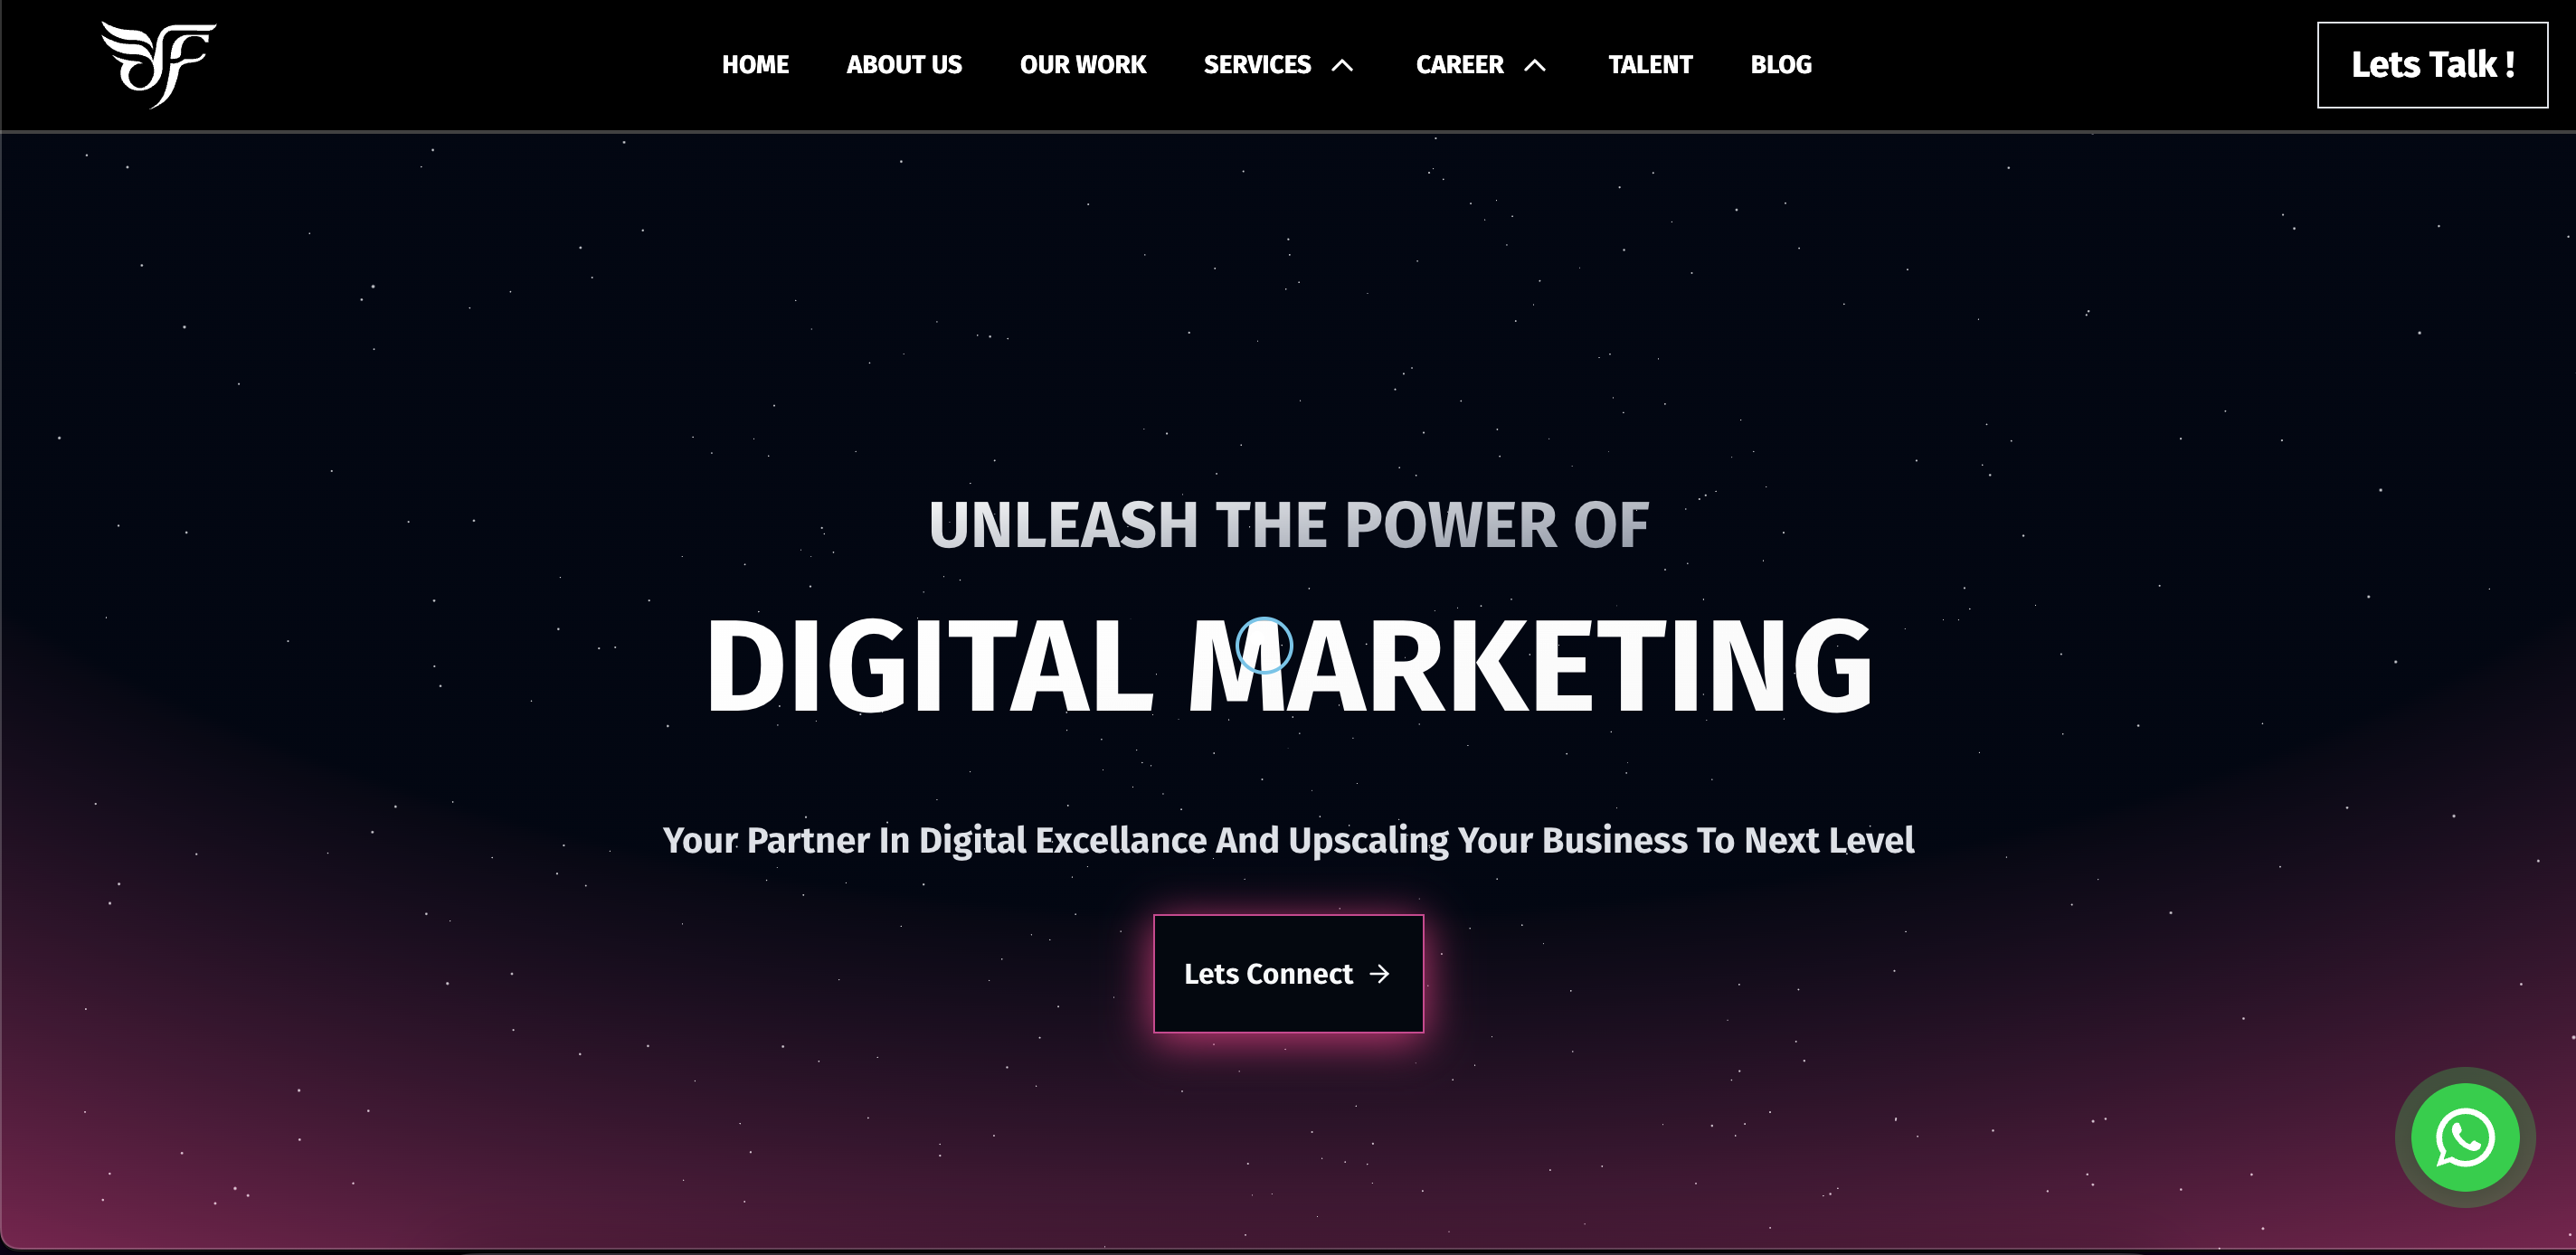 HOME ABOUT US OUR WORK SERVICES CAREER TALENT BLOG Lets Talk !
UNLEASH THE POWER OF
DIGITAL MARKETING
Your Partner In Digital Excellance And Upscaling Your Business To Next Level
Lets Connect →